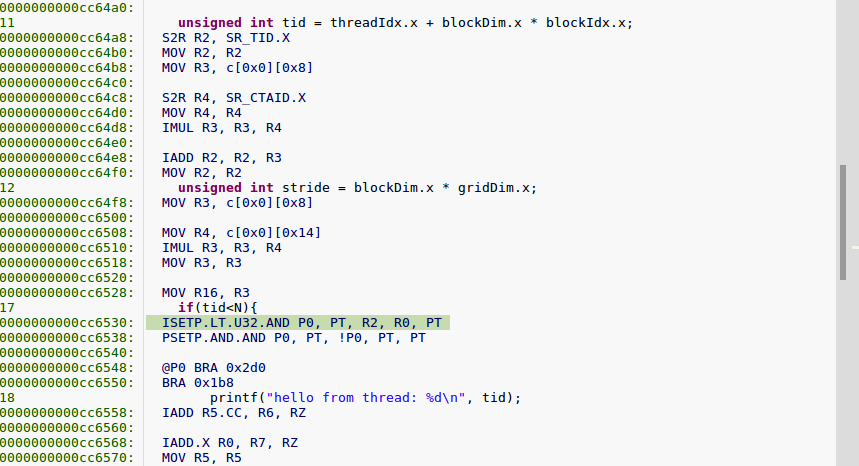 0000000000cc64a0:
11 unsigned int tid = threadIdx.x + blockDim.x * blockIdx.x;
0000000000cc64a8: S2R R2, SR_TID.X
0000000000cc64b0: MOV R2, R2
0000000000cc64b8: MOV R3, c[0x0][0x8]
0000000000cc64c0:
0000000000cc64c8: S2R R4, SR_CTAID.X
0000000000cc64d0: MOV R4, R4
0000000000cc64d8: IMUL R3, R3, R4
0000000000cc64e0:
0000000000cc64e8: IADD R2, R2, R3
0000000000cc64f0: MOV R2, R2
12 unsigned int stride = blockDim.x * gridDim.x;
0000000000cc64f8: MOV R3, c[0x0][0x8]
0000000000cc6500:
0000000000cc6508: MOV R4, c[0x0][0x14]
0000000000cc6510: IMUL R3, R3, R4
0000000000cc6518: MOV R3, R3
0000000000cc6520:
0000000000cc6528: MOV R16, R3
17 if(tid<N){
0000000000cc6530: ISETP.LT.U32.AND P0, PT, R2, R0, PT
0000000000cc6538: PSETP.AND.AND P0, PT, !P0, PT, PT
0000000000cc6540:
0000000000cc6548: @P0 BRA 0x2d0
0000000000cc6550: BRA 0x1b8
18 printf("hello from thread: %d\n", tid);
0000000000cc6558: IADD R5.CC, R6, RZ
0000000000cc6560:
0000000000cc6568: IADD.X R0, R7, RZ
0000000000cc6570: MOV R5, R5